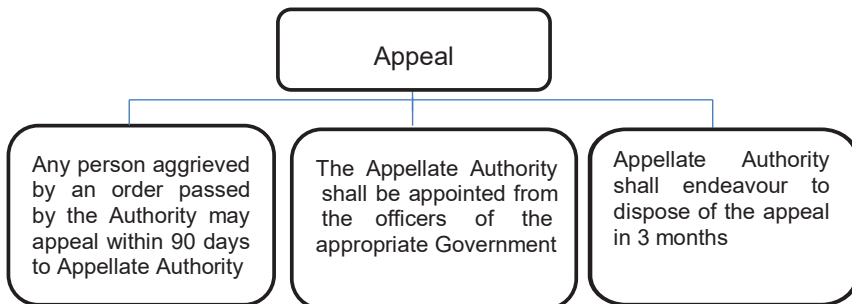 Appeal
Any person aggrieved
by an order passed
by the Authority may
appeal within 90 days
to Appellate Authority
The Appellate Authority
shall be appointed from
the officers of the
appropriate Government
Appellate Authority
shall endeavour to
dispose of the appeal
in 3 months